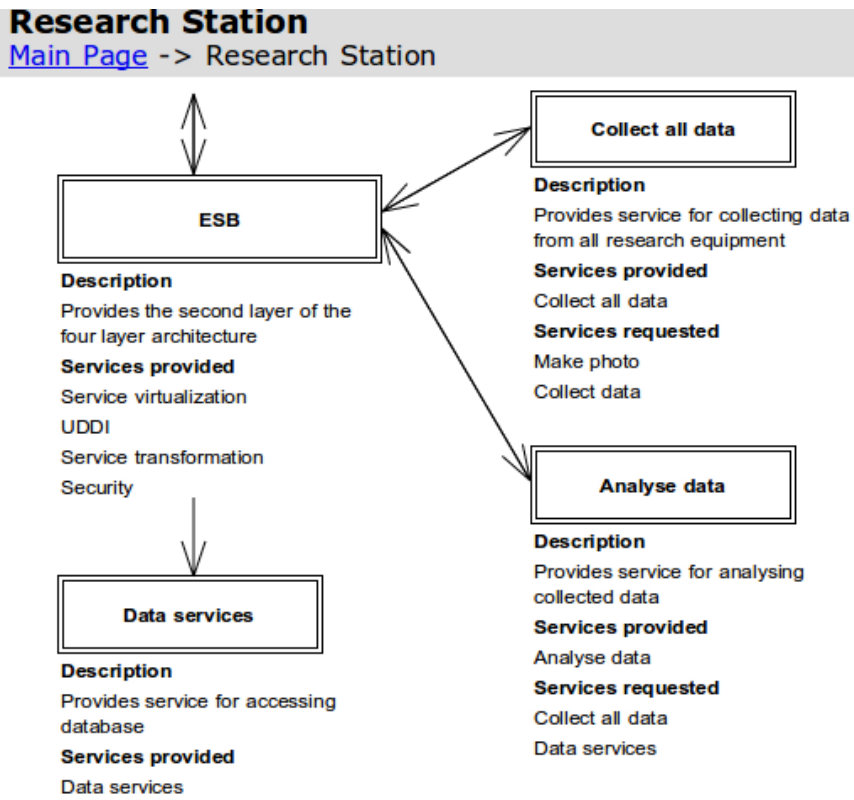 Research Station
Main Page -> Research Station
ESB
Description
Provides the second layer of the
four layer architecture
Services provided
Service virtualization
UDDI
Service transformation
Security
Data services
Description
Provides service for accessing
database
Services provided
Data services
Collect all data
Description
Provides service for collecting data
from all research equipment
Services provided
Collect all data
Services requested
Make photo
Collect data
Analyse data
Description
Provides service for analysing
collected data
Services provided
Analyse data
Services requested
Collect all data
Data services